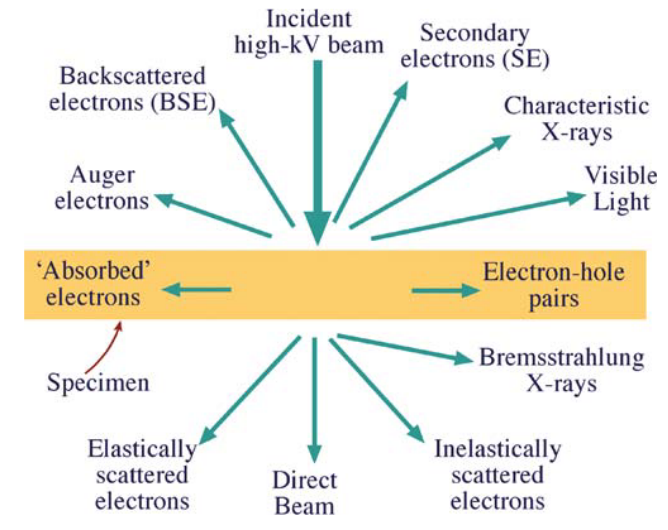 Incident
high-kV beam
Secondary
electrons (SE)
Backscattered
electrons (BSE)
Characteristic
X-rays
Auger
electrons
Visible
Light
‘Absorbed’
electrons
Electron-hole
pairs
Specimen
Bremsstrahlung
X-rays
Elastically
scattered
electrons
Direct
Beam
Inelastically
scattered
electrons